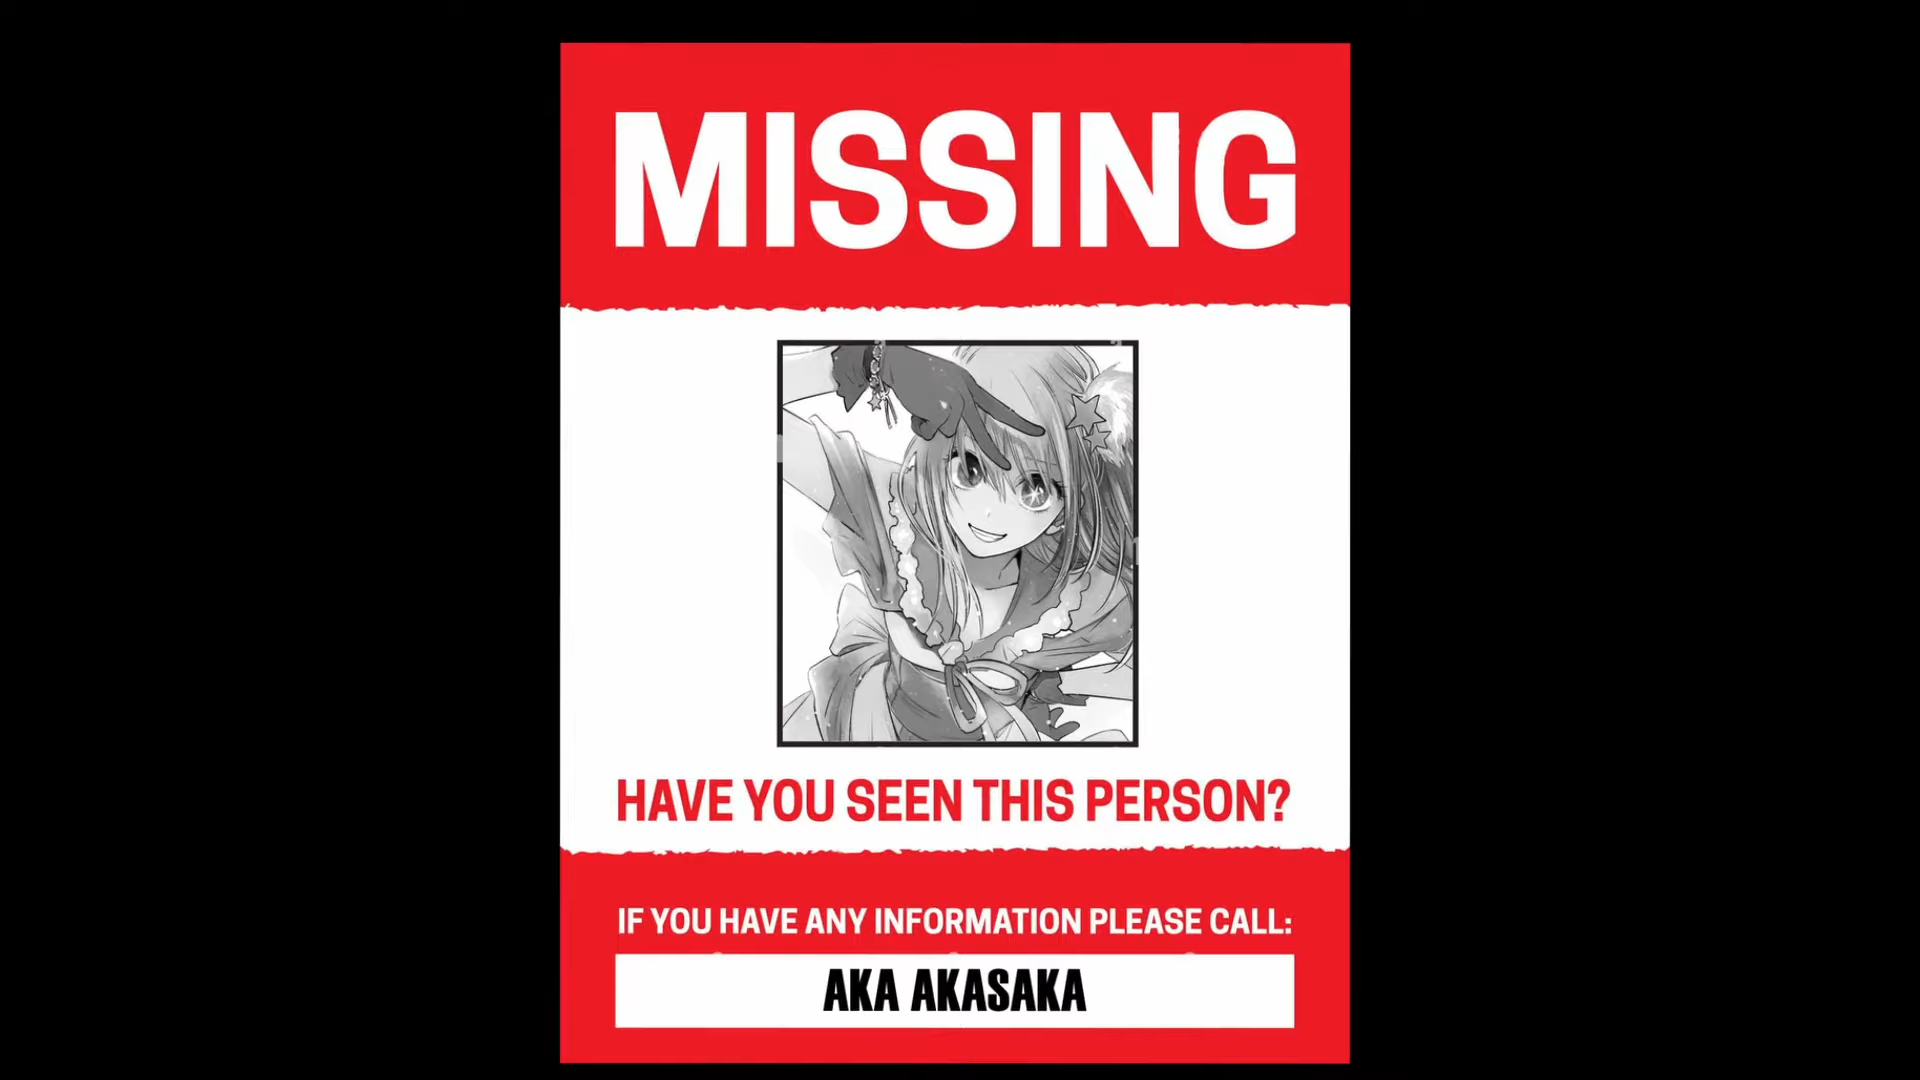 MISSING
HAVE YOU SEEN THIS PERSON?
IF YOU HAVE ANY INFORMATION PLEASE CALL:
AKA AKASAKA